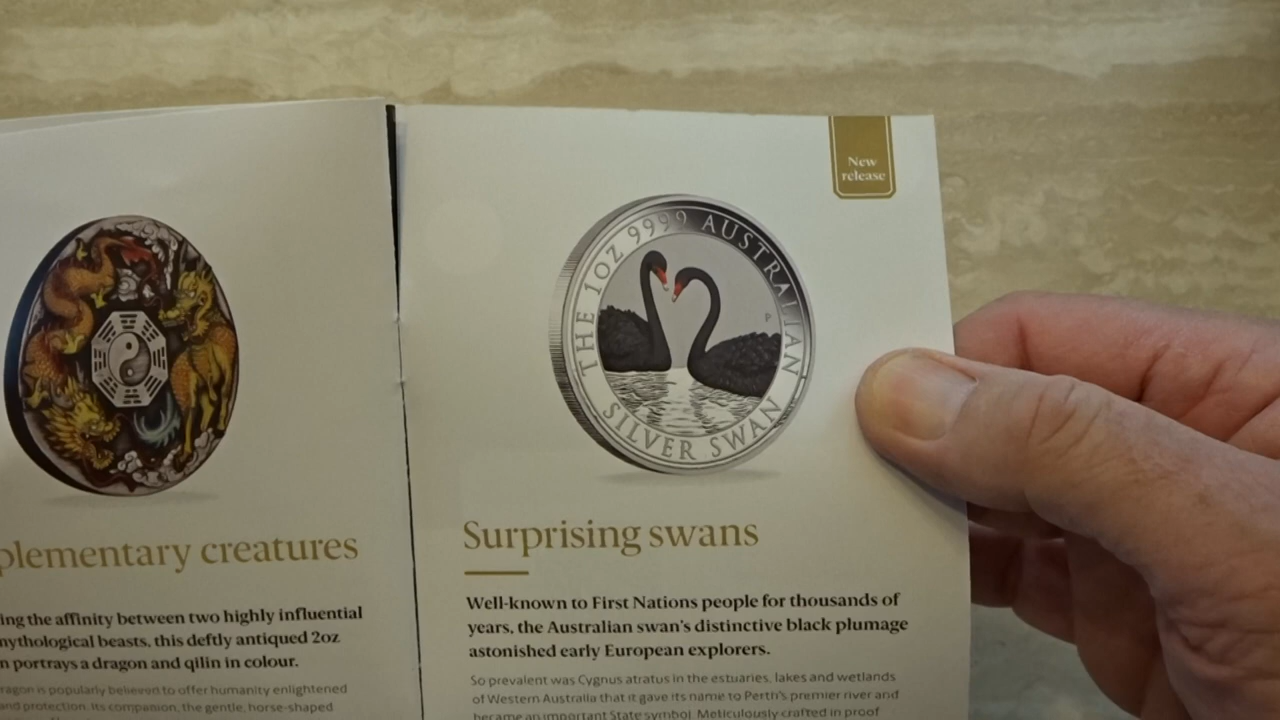 plementary creatures
ing the affinity between two highly influential
mythological beasts, this deftly antiqued 2oz
n portrays a dragon and qilin in colour.
ragon is popularly believed to offer humanity enlightened
and protection. Its companion, the gentle, horse-shaped
New
release
THE 1OZ 9999 AUSTRALIAN
SILVER SWAN
P
Surprising swans
Well-known to First Nations people for thousands of
years, the Australian swan's distinctive black plumage
astonished early European explorers.
So prevalent was Cygnus atratus in the estuaries, lakes and wetlands
of Western Australia that it gave its name to Perth's premier river and
became an important State symbol. Meticulously crafted in proof